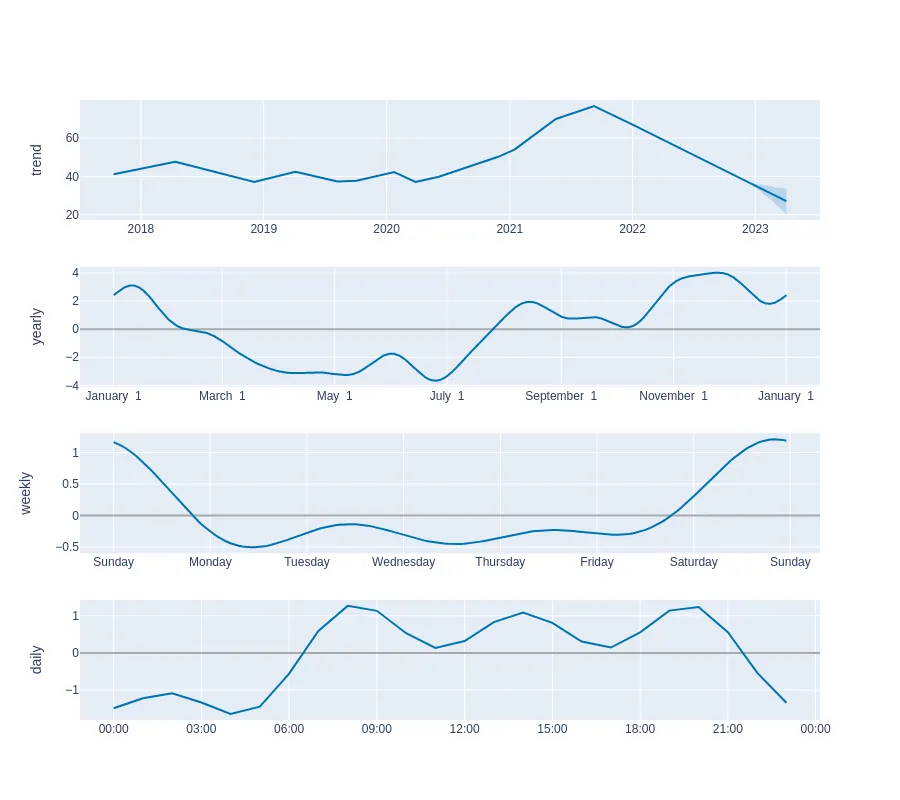 trend
60
40
20
2018 2019 2020 2021 2022 2023
yearly
4
2
0
−2
−4
January 1 March 1 May 1 July 1 September 1 November 1 January 1
weekly
1
0.5
0
−0.5
Sunday Monday Tuesday Wednesday Thursday Friday Saturday Sunday
daily
1
0
−1
00:00 03:00 06:00 09:00 12:00 15:00 18:00 21:00 00:00